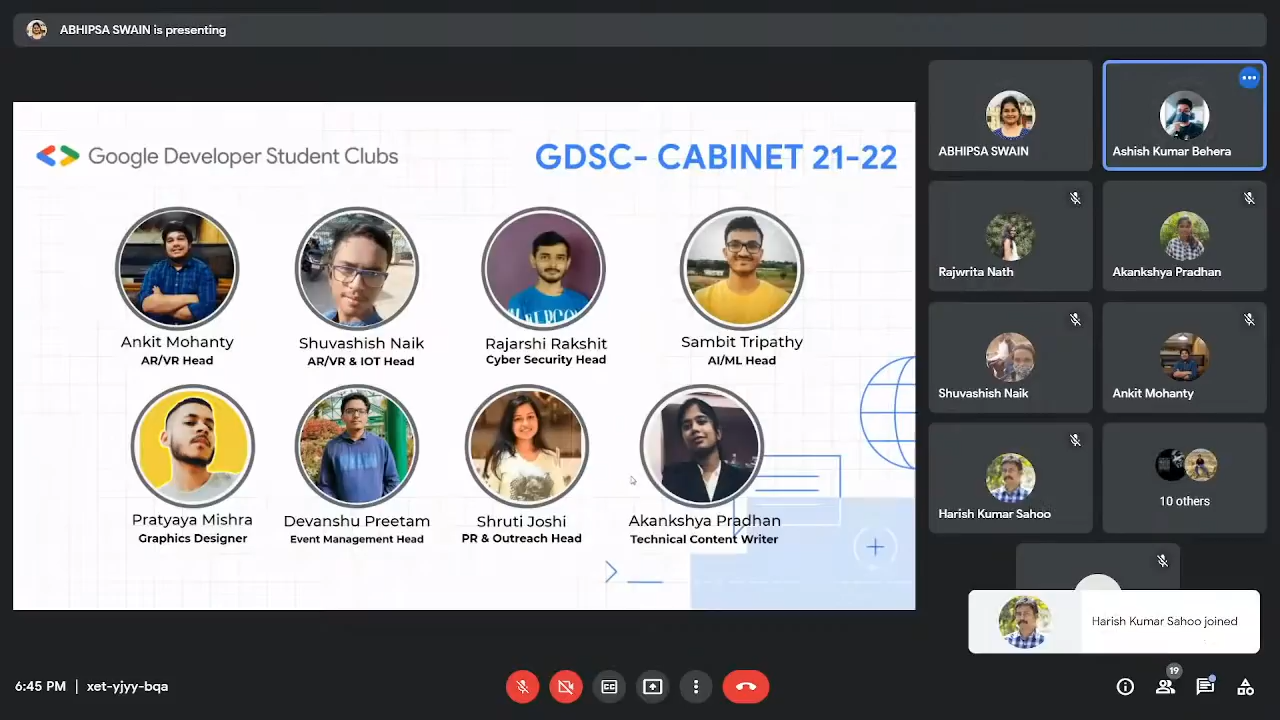 ABHIPSA SWAIN is presenting
Google Developer Student Clubs
GDSC- CABINET 21-22
Ankit Mohanty
AR/VR Head
Shuvashish Naik
AR/VR & IOT Head
Rajarshi Rakshit
Cyber Security Head
Sambit Tripathy
AI/ML Head
Pratyaya Mishra
Graphics Designer
Devanshu Preetam
Event Management Head
Shruti Joshi
PR & Outreach Head
Akankshya Pradhan
Technical Content Writer
ABHIPSA SWAIN
Ashish Kumar Behera
Rajwrita Nath
Akankshya Pradhan
Shuvashish Naik
Ankit Mohanty
Harish Kumar Sahoo
10 others
Harish Kumar Sahoo joined
6:45 PM | xet-yjyy-bqa
19